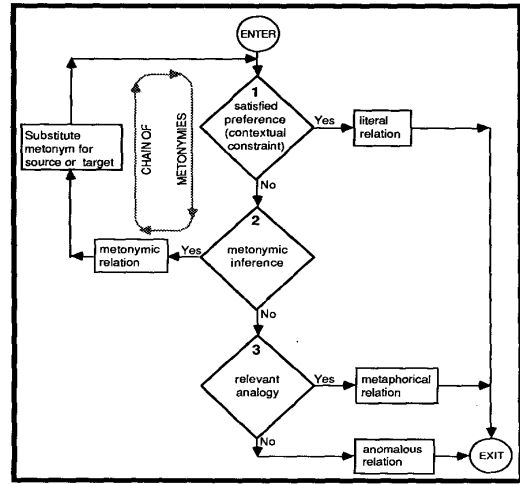 ENTER
1
satisfied
preference
(contextual
constraint)
Yes
literal
relation
No
Substitute
metonym for
source or target
CHAIN OF
METONYMIES
2
metonymic
inference
Yes
metonymic
relation
No
3
relevant
analogy
Yes
metaphorical
relation
No
anomalous
relation
EXIT